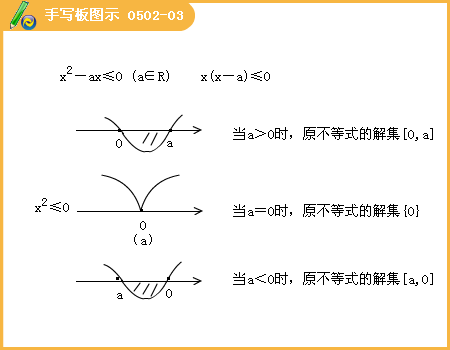 手写板图示 0502-03
x²－ax≤0 (a∈R)  x(x－a)≤0
0 a
当a＞0时，原不等式的解集[0,a]
x²≤0
0
(a)
当a＝0时，原不等式的解集{0}
a 0
当a＜0时，原不等式的解集[a,0]